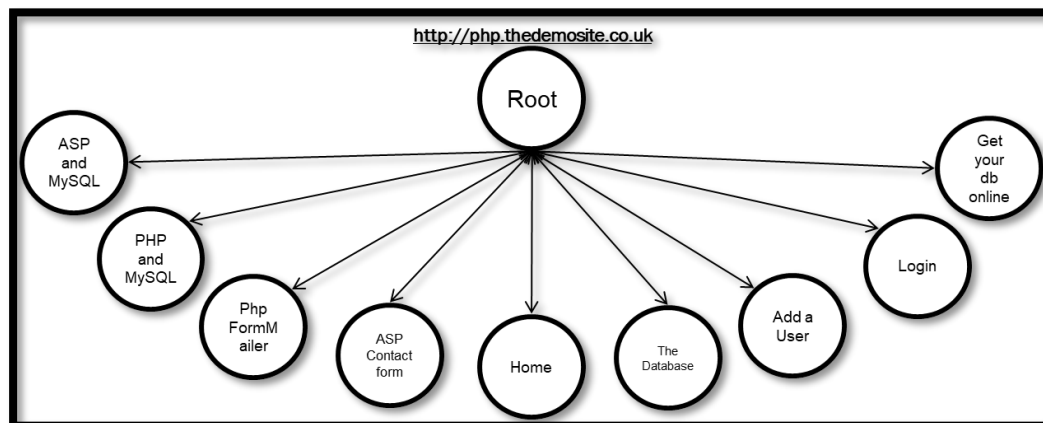 http://php.thedemosite.co.uk
Root
ASP
and
MySQL
PHP
and
MySQL
Php
FormM
ailer
ASP
Contact
form
Home
The
Database
Add a
User
Login
Get
your
db
online